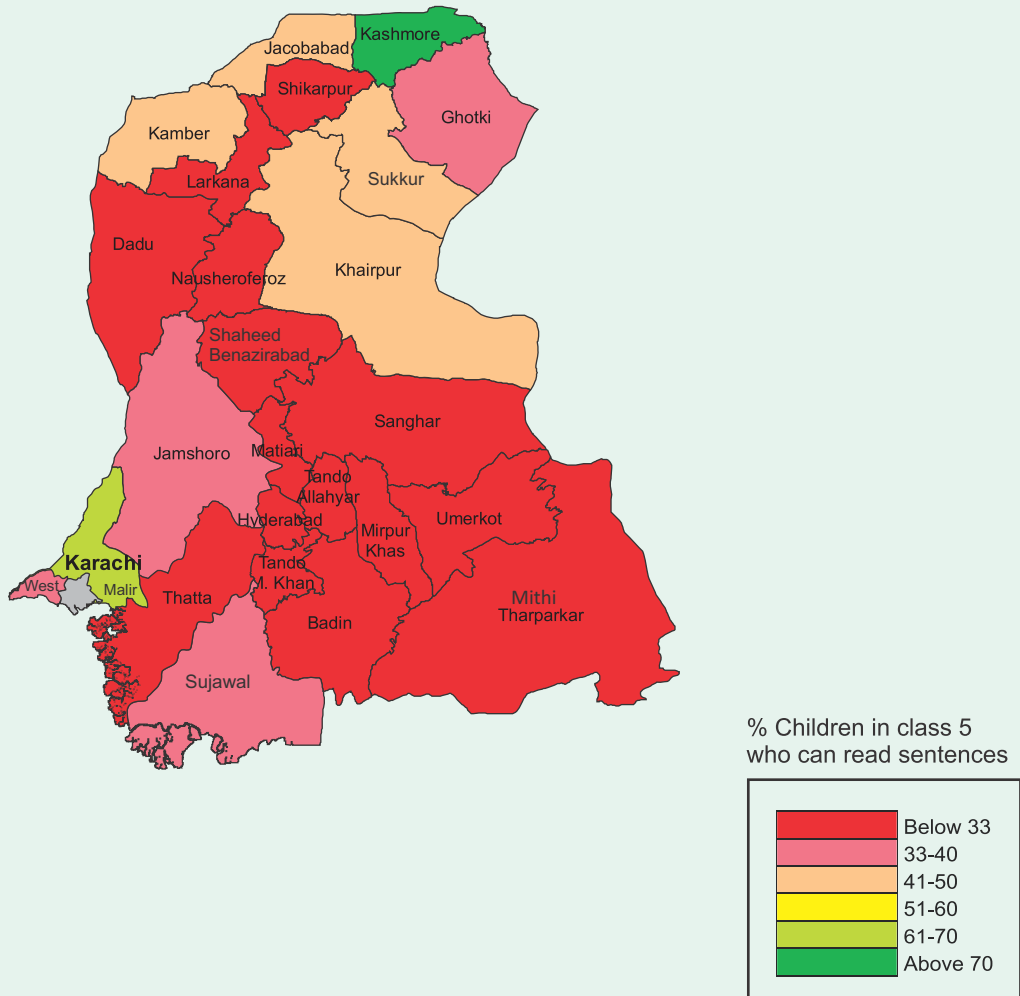 Kashmore
Jacobabad
Shikarpur
Ghotki
Kamber
Sukkur
Larkana
Dadu
Khairpur
Nausheroferoz
Shaheed
Benazirabad
Sanghar
Matiari
Jamshoro
Tando
Allahyar
Hyderabad
Mirpur
Khas
Umerkot
Karachi
West
Malir
Tando
M. Khan
Thatta
Badin
Mithi
Tharparkar
Sujawal
% Children in class 5
who can read sentences
Below 33
33-40
41-50
51-60
61-70
Above 70